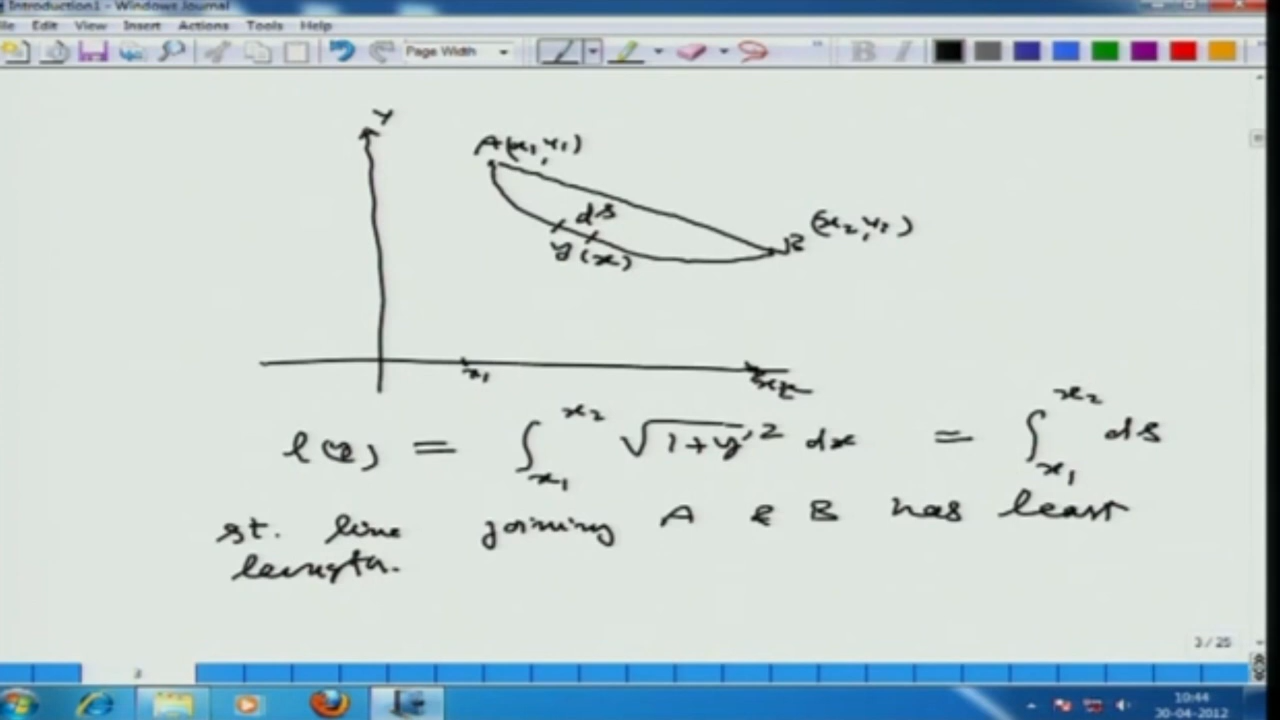 Introduction1 - Windows Journal
File Edit View Insert Actions Tools Help
Page Width
B I
Y
A(x₁,y₁)
ds
(x₂,y₂)
B
y(x)
x₁
x₂
l(y) = ∫_{x₁}^{x₂} √1+y'² dx = ∫_{x₁}^{x₂} ds
st. line joining A & B has least
length.
3 / 25
3
10:44
30-04-2012